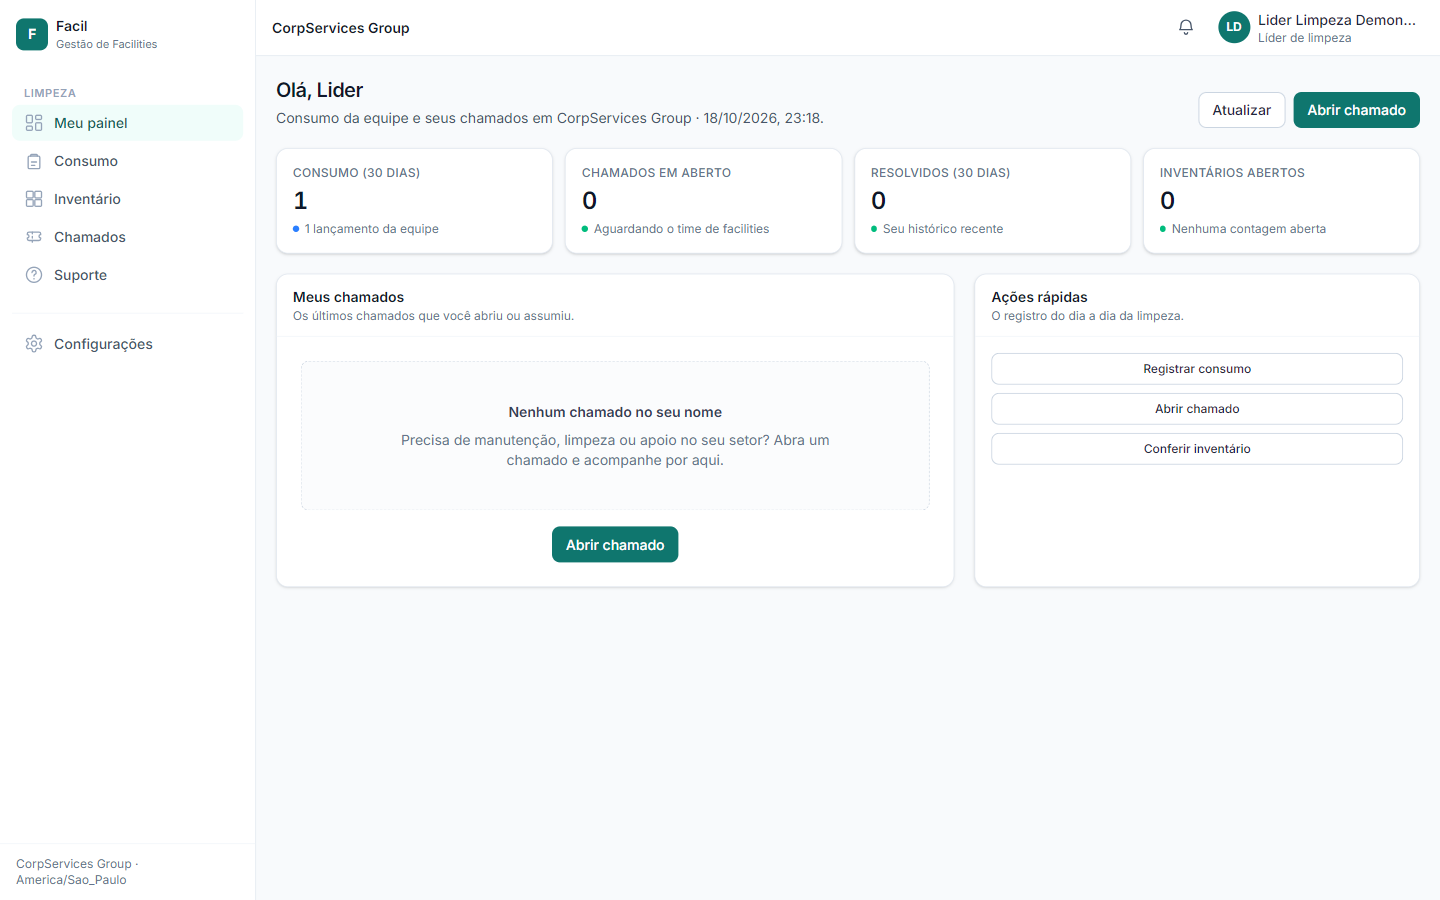 F
Facil
Gestão de Facilities
LIMPEZA
Meu painel
Consumo
Inventário
Chamados
Suporte
Configurações
CorpServices Group ·
America/Sao_Paulo
CorpServices Group
LD
Lider Limpeza Demon...
Líder de limpeza
Olá, Lider
Consumo da equipe e seus chamados em CorpServices Group · 18/10/2026, 23:18.
Atualizar
Abrir chamado
CONSUMO (30 DIAS)
1
1 lançamento da equipe
CHAMADOS EM ABERTO
0
Aguardando o time de facilities
RESOLVIDOS (30 DIAS)
0
Seu histórico recente
INVENTÁRIOS ABERTOS
0
Nenhuma contagem aberta
Meus chamados
Os últimos chamados que você abriu ou assumiu.
Nenhum chamado no seu nome
Precisa de manutenção, limpeza ou apoio no seu setor? Abra um
chamado e acompanhe por aqui.
Abrir chamado
Ações rápidas
O registro do dia a dia da limpeza.
Registrar consumo
Abrir chamado
Conferir inventário